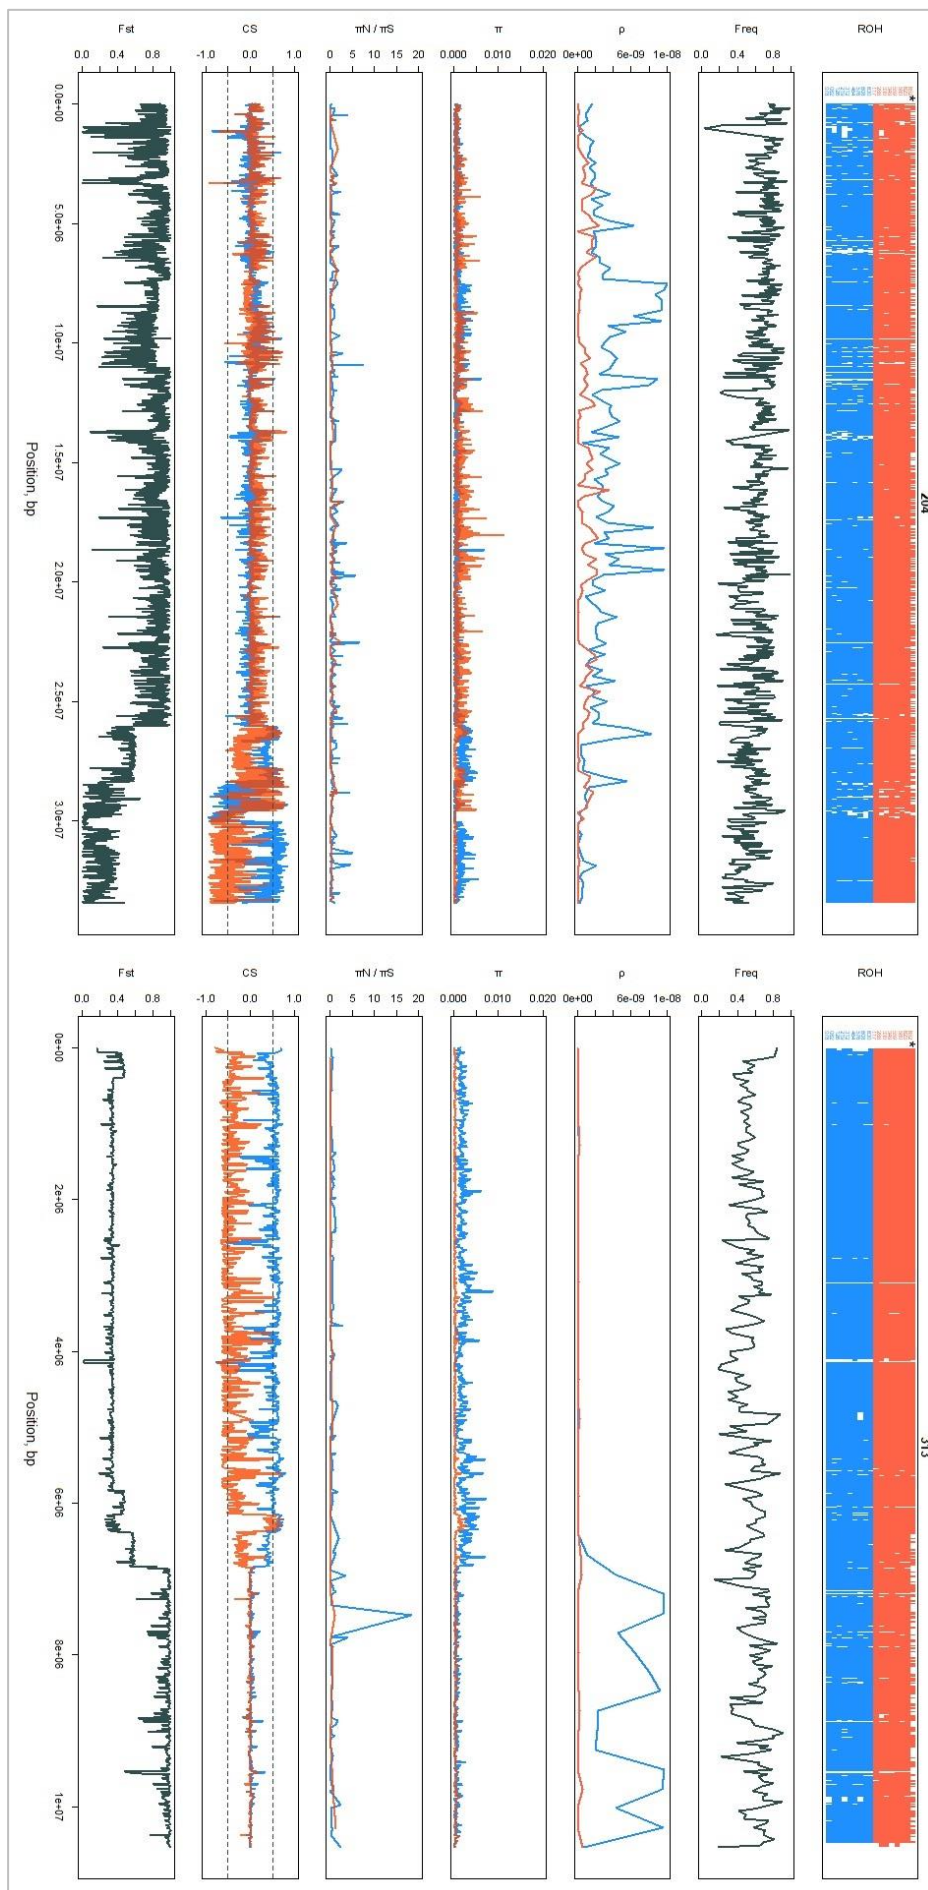 204
ROH
*
Freq
0.0 0.4 0.8
ρ
0e+00 6e-09 1e-08
π
0.000 0.010 0.020
πN / πS
0 5 10 15 20
CS
-1.0 0.0 1.0
Fst
0.0 0.4 0.8
0.0e+00 5.0e+06 1.0e+07 1.5e+07 2.0e+07 2.5e+07 3.0e+07
Position, bp
ROH
*
Freq
0.0 0.4 0.8
ρ
0e+00 6e-09 1e-08
π
0.000 0.010 0.020
πN / πS
0 5 10 15 20
CS
-1.0 0.0 1.0
Fst
0.0 0.4 0.8
0e+00 2e+06 4e+06 6e+06 8e+06 1e+07
Position, bp